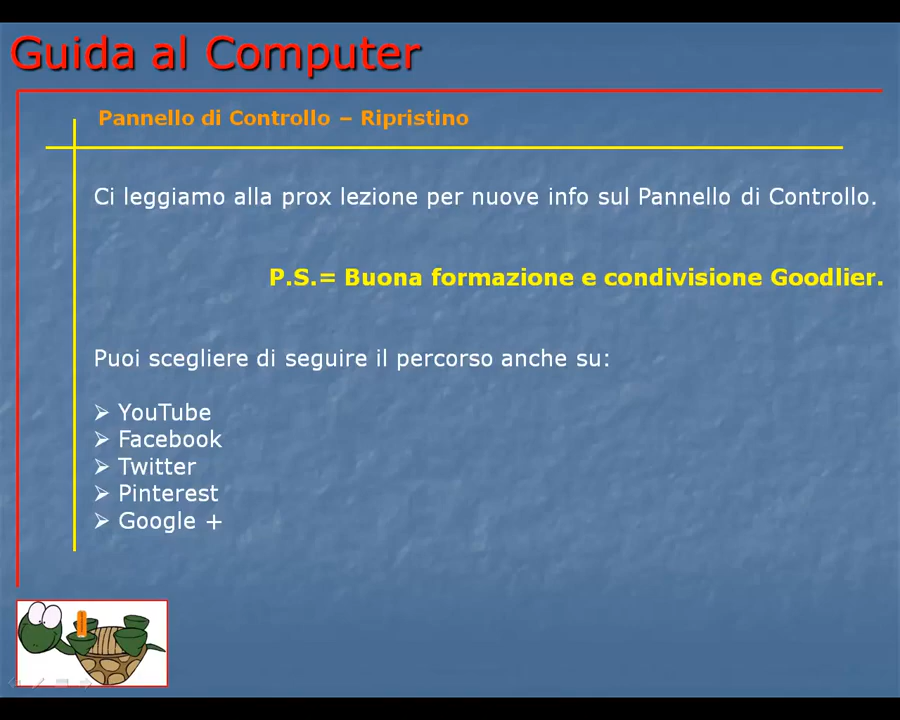 Guida al Computer
Pannello di Controllo – Ripristino
Ci leggiamo alla prox lezione per nuove info sul Pannello di Controllo.
P.S.= Buona formazione e condivisione Goodlier.
Puoi scegliere di seguire il percorso anche su:
➢ YouTube
➢ Facebook
➢ Twitter
➢ Pinterest
➢ Google +